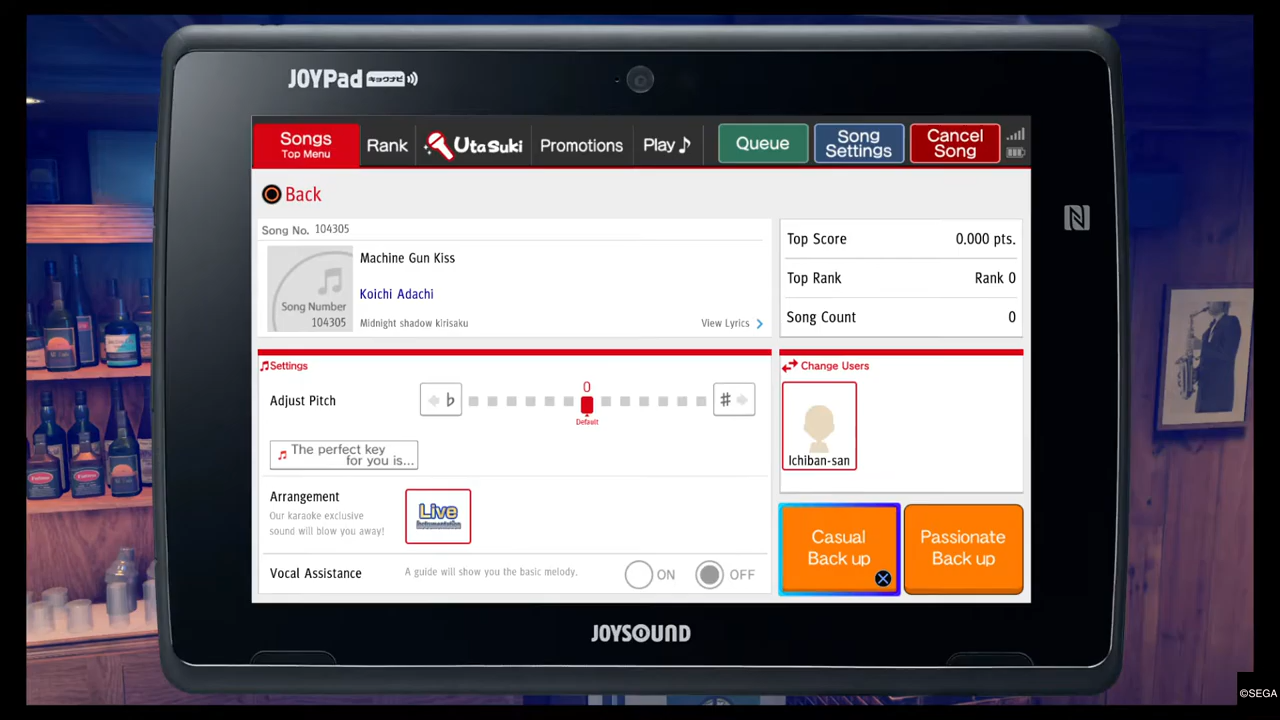 JOYPad キョクナビ
Songs
Top Menu
Rank
UtaSuki
Promotions
Play♪
Queue
Song
Settings
Cancel
Song
Back
Song No. 104305
Song Number
104305
Machine Gun Kiss
Koichi Adachi
Midnight shadow kirisaku
View Lyrics
Top Score 0.000 pts.
Top Rank Rank 0
Song Count 0
Settings
Adjust Pitch
♭
0
Default
♯
The perfect key
for you is...
Arrangement
Our karaoke exclusive
sound will blow you away!
Live
Instrumentation
Vocal Assistance
A guide will show you the basic melody.
ON
OFF
Change Users
Ichiban-san
Casual
Back up
Passionate
Back up
JOYSOUND
©SEGA